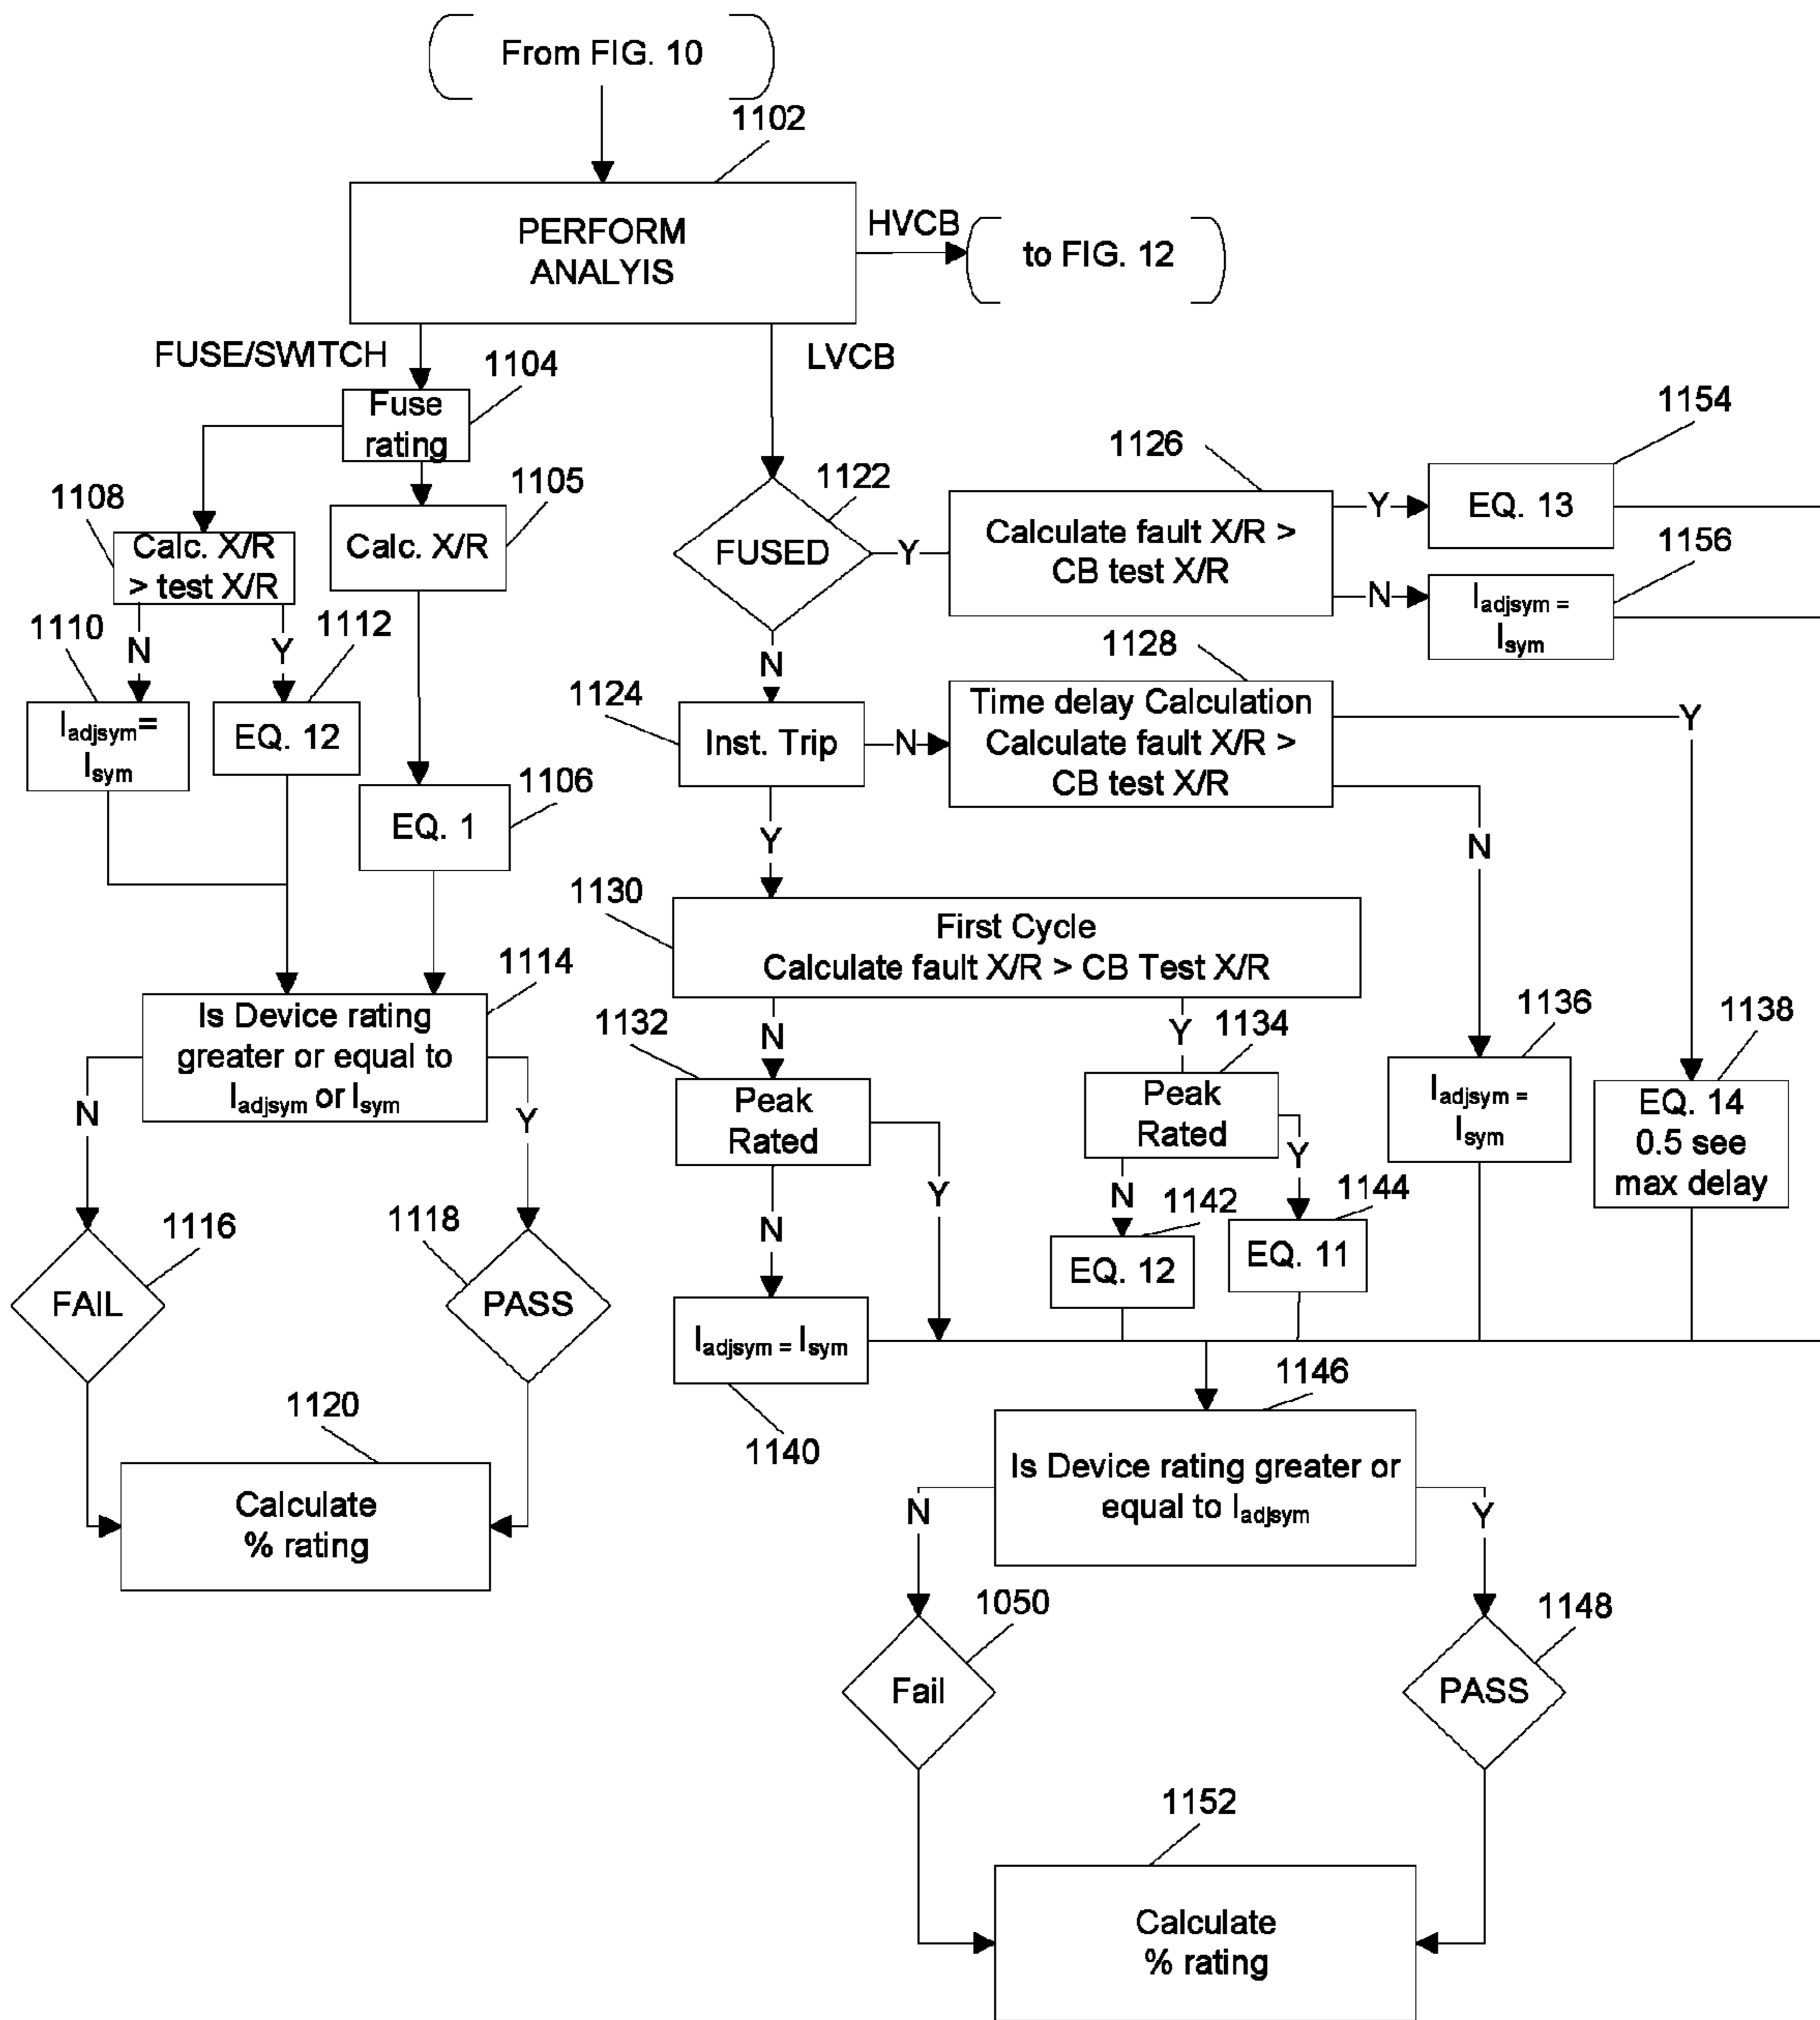 From FIG. 10
1102
PERFORM
ANALYIS
HVCB
to FIG. 12
FUSE/SWITCH
LVCB
1104
Fuse
rating
1108
Calc. X/R
> test X/R
1105
Calc. X/R
1122
FUSED
Y
1126
Calculate fault X/R >
CB test X/R
Y
1154
EQ. 13
N
1156
Iadjsym =
Isym
1110
N
Y
1112
Iadjsym=
Isym
EQ. 12
1106
EQ. 1
N
1124
Inst. Trip
N
1128
Time delay Calculation
Calculate fault X/R >
CB test X/R
Y
N
Y
1130
First Cycle
Calculate fault X/R > CB Test X/R
1114
Is Device rating
greater or equal to
Iadjsym or Isym
N
Y
1132
N
Peak
Rated
Y
1134
Peak
Rated
1136
Iadjsym =
Isym
1138
EQ. 14
0.5 see
max delay
N
Y
N
Y
1142
EQ. 12
1144
EQ. 11
1116
FAIL
1118
PASS
Iadjsym = Isym
1140
1120
Calculate
% rating
1146
Is Device rating greater or
equal to Iadjsym
N
Y
1050
Fail
1148
PASS
1152
Calculate
% rating